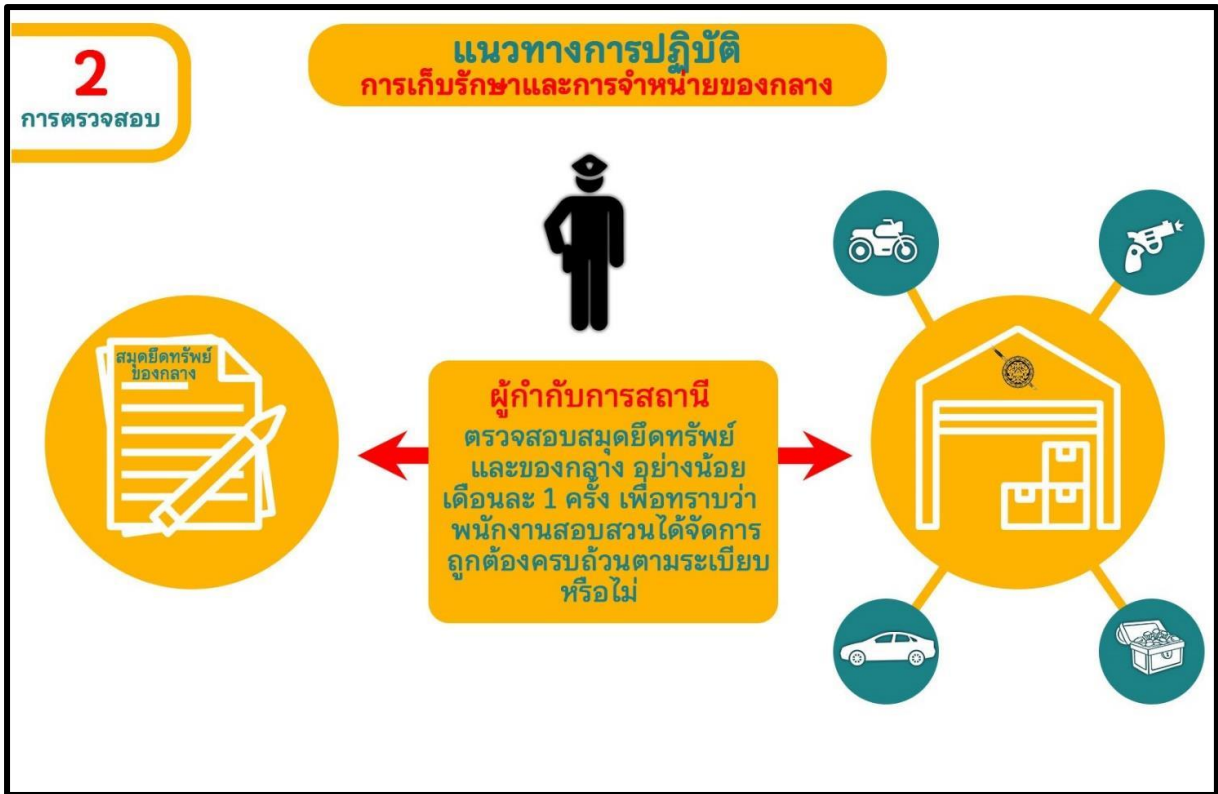 2
การตรวจสอบ
แนวทางการปฏิบัติ
การเก็บรักษาและการจำหน่ายของกลาง
สมุดยึดทรัพย์
ของกลาง
ผู้กำกับการสถานี
ตรวจสอบสมุดยึดทรัพย์
และของกลาง อย่างน้อย
เดือนละ 1 ครั้ง เพื่อทราบว่า
พนักงานสอบสวนได้จัดการ
ถูกต้องครบถ้วนตามระเบียบ
หรือไม่